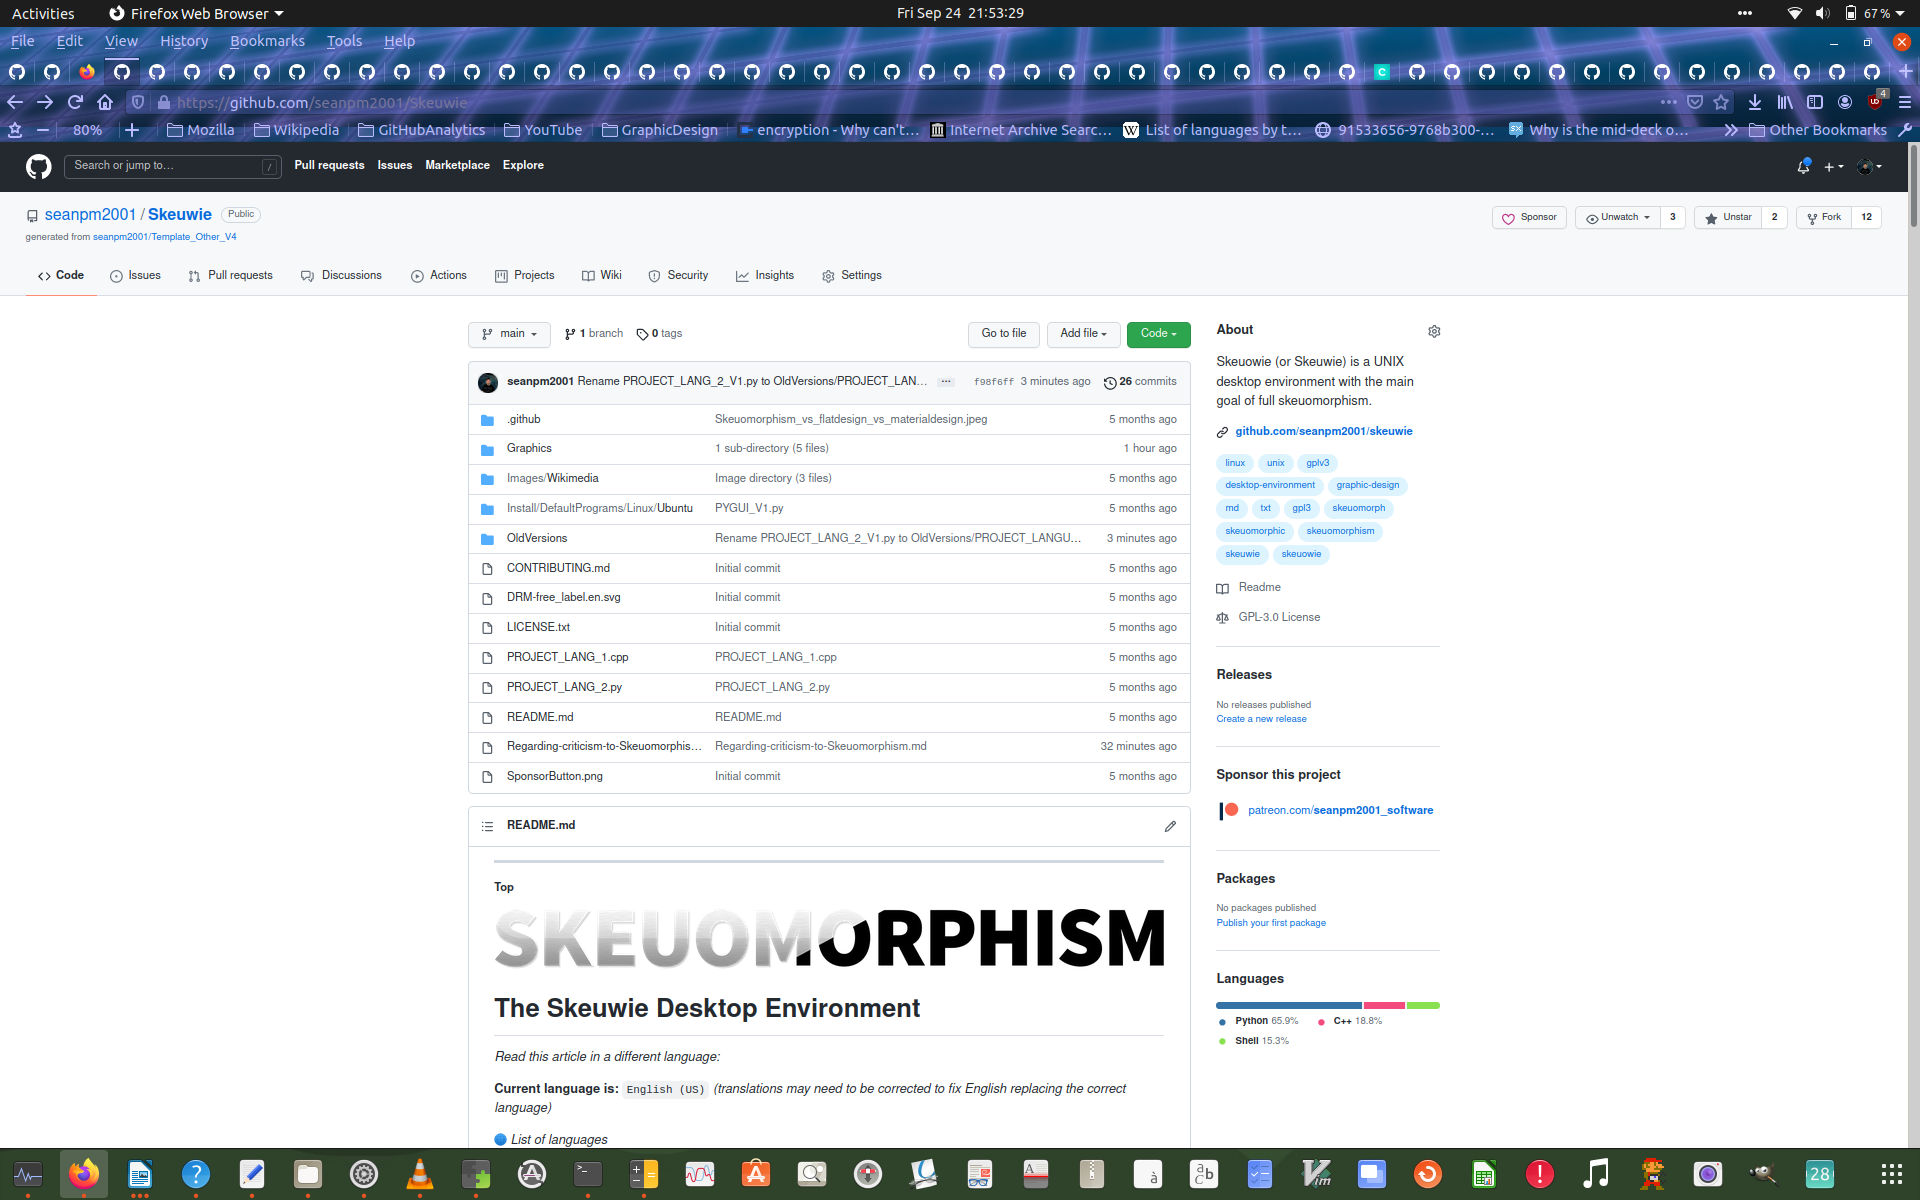 Activities Firefox Web Browser Fri Sep 24 21:53:29 67 %
File Edit View History Bookmarks Tools Help
https://github.com/seanpm2001/Skeuwie
80% Mozilla Wikipedia GitHubAnalytics YouTube GraphicDesign encryption - Why can't… Internet Archive Searc… List of languages by t… 91533656-9768b300-… Why is the mid-deck o… Other Bookmarks
Search or jump to… / Pull requests Issues Marketplace Explore
seanpm2001 / Skeuwie Public Sponsor Unwatch 3 Unstar 2 Fork 12
generated from seanpm2001/Template_Other_V4
Code Issues Pull requests Discussions Actions Projects Wiki Security Insights Settings
main 1 branch 0 tags Go to file Add file Code
seanpm2001 Rename PROJECT_LANG_2_V1.py to OldVersions/PROJECT_LAN… f98f6ff 3 minutes ago 26 commits
.github Skeuomorphism_vs_flatdesign_vs_materialdesign.jpeg 5 months ago
Graphics 1 sub-directory (5 files) 1 hour ago
Images/Wikimedia Image directory (3 files) 5 months ago
Install/DefaultPrograms/Linux/Ubuntu PYGUI_V1.py 5 months ago
OldVersions Rename PROJECT_LANG_2_V1.py to OldVersions/PROJECT_LANGU… 3 minutes ago
CONTRIBUTING.md Initial commit 5 months ago
DRM-free_label.en.svg Initial commit 5 months ago
LICENSE.txt Initial commit 5 months ago
PROJECT_LANG_1.cpp PROJECT_LANG_1.cpp 5 months ago
PROJECT_LANG_2.py PROJECT_LANG_2.py 5 months ago
README.md README.md 5 months ago
Regarding-criticism-to-Skeuomorphis… Regarding-criticism-to-Skeuomorphism.md 32 minutes ago
SponsorButton.png Initial commit 5 months ago
README.md
Top
SKEUOMORPHISM
The Skeuwie Desktop Environment
Read this article in a different language:
Current language is: English (US) (translations may need to be corrected to fix English replacing the correct
language)
List of languages
About
Skeuowie (or Skeuwie) is a UNIX
desktop environment with the main
goal of full skeuomorphism.
github.com/seanpm2001/skeuwie
linux unix gplv3
desktop-environment graphic-design
md txt gpl3 skeuomorph
skeuomorphic skeuomorphism
skeuwie skeuowie
Readme
GPL-3.0 License
Releases
No releases published
Create a new release
Sponsor this project
patreon.com/seanpm2001_software
Packages
No packages published
Publish your first package
Languages
Python 65.9% C++ 18.8%
Shell 15.3%
28